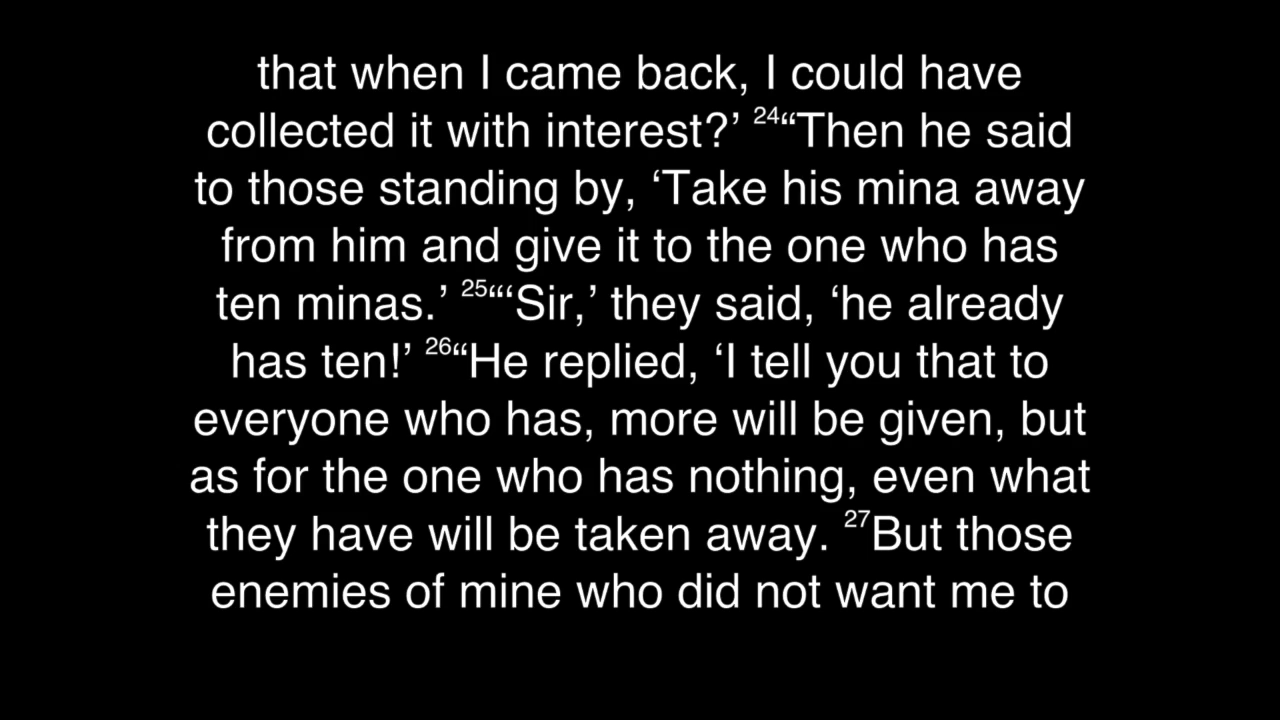 that when I came back, I could have
collected it with interest?’ ²⁴“Then he said
to those standing by, ‘Take his mina away
from him and give it to the one who has
ten minas.’ ²⁵“‘“Sir,’ they said, ‘he already
has ten!’ ²⁶“He replied, ‘I tell you that to
everyone who has, more will be given, but
as for the one who has nothing, even what
they have will be taken away. ²⁷But those
enemies of mine who did not want me to